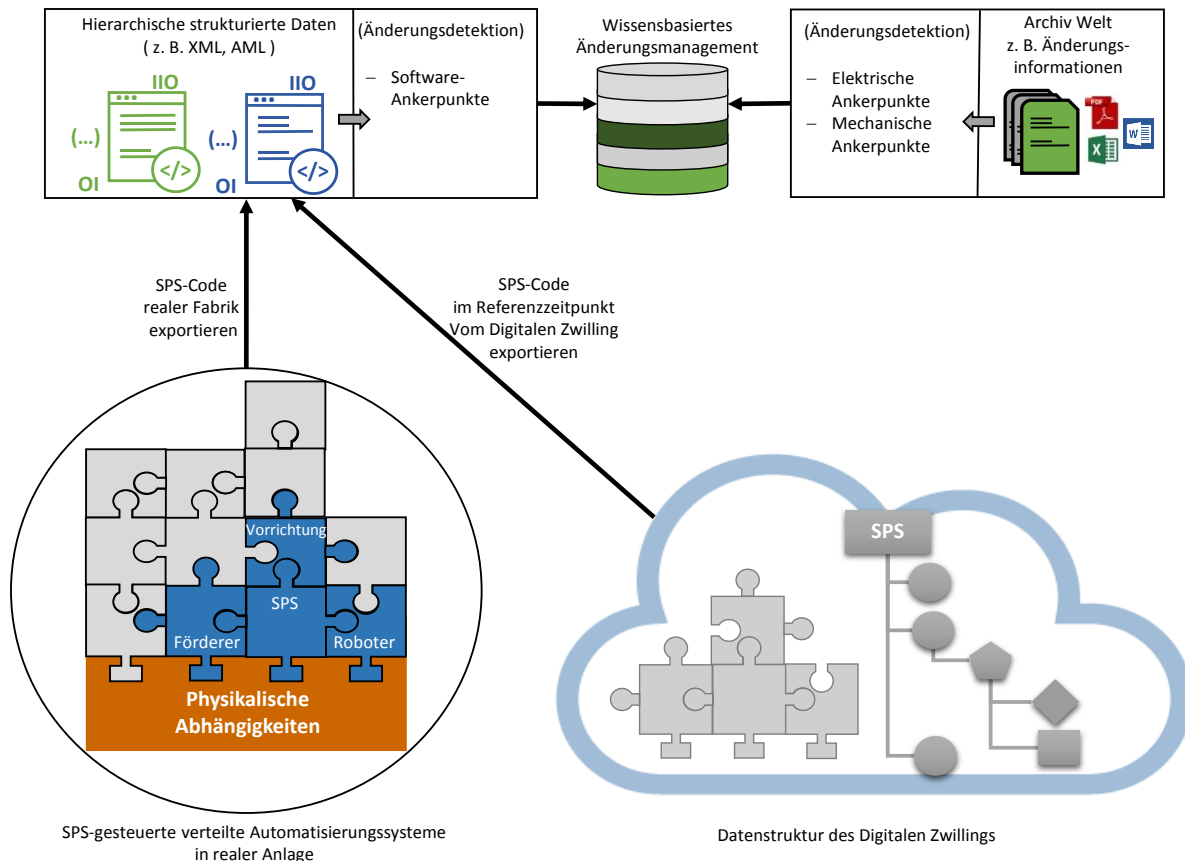 Hierarchische strukturierte Daten
( z. B. XML, AML )
IIO
(...)
OI
</>
IIO
(...)
OI
</>
(Änderungsdetektion)
– Software-
Ankerpunkte
Wissensbasiertes
Änderungsmanagement
(Änderungsdetektion)
– Elektrische
Ankerpunkte
– Mechanische
Ankerpunkte
Archiv Welt
z. B. Änderungs-
informationen
PDF
W
X
SPS-Code
realer Fabrik
exportieren
SPS-Code
im Referenzzeitpunkt
Vom Digitalen Zwilling
exportieren
Vorrichtung
SPS
Förderer
Roboter
Physikalische
Abhängigkeiten
SPS
SPS-gesteuerte verteilte Automatisierungssysteme
in realer Anlage
Datenstruktur des Digitalen Zwillings